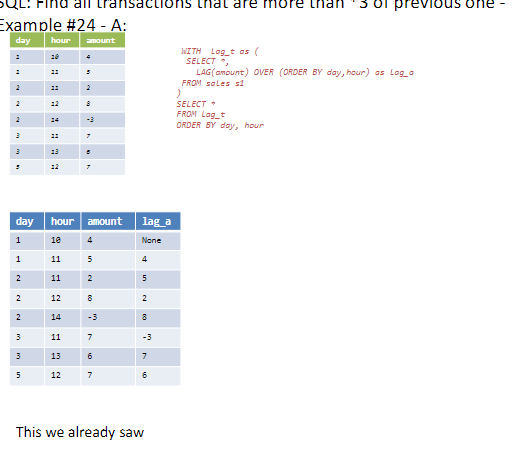 SQL: Find all transactions that are more than *3 of previous one -
Example #24 - A:
day hour amount
1 10 4
1 11 5
2 11 2
2 12 8
2 14 -3
3 11 7
3 13 6
5 12 7
WITH Lag_t as (
SELECT *,
LAG(amount) OVER (ORDER BY day,hour) as Lag_a
FROM sales s1
)
SELECT *
FROM Lag_t
ORDER BY day, hour
day hour amount lag_a
1 10 4 None
1 11 5 4
2 11 2 5
2 12 8 2
2 14 -3 8
3 11 7 -3
3 13 6 7
5 12 7 6
This we already saw